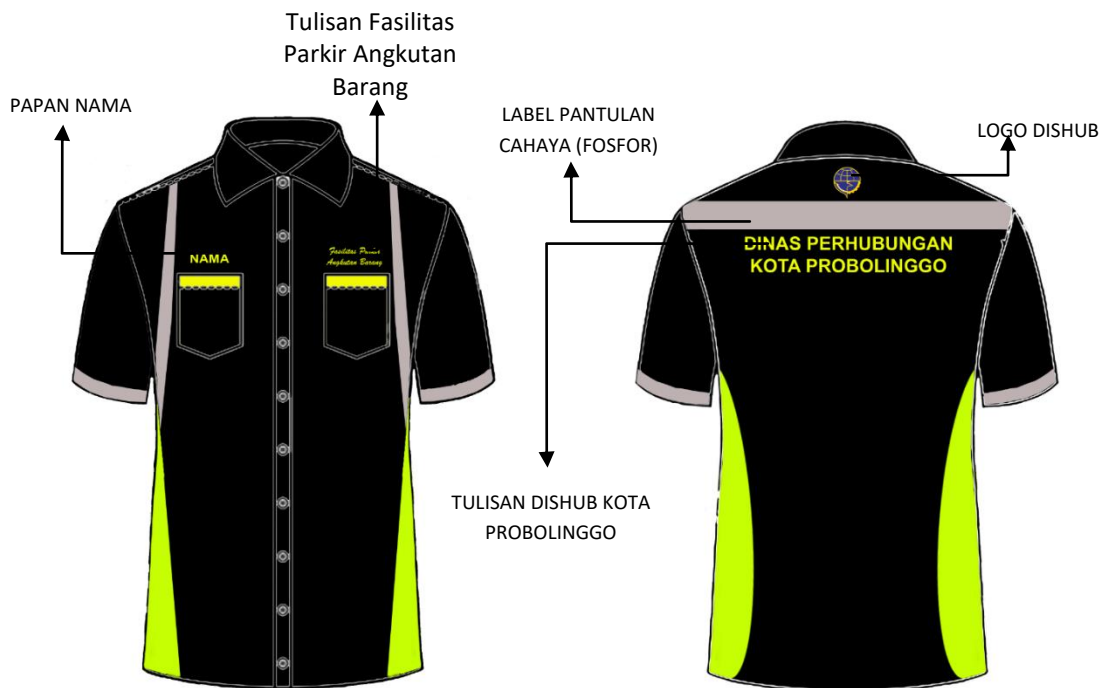 Tulisan Fasilitas
Parkir Angkutan
Barang
PAPAN NAMA
LABEL PANTULAN
CAHAYA (FOSFOR)
LOGO DISHUB
NAMA
Fasilitas
Angkutan Barang
DINAS PERHUBUNGAN
KOTA PROBOLINGGO
TULISAN DISHUB KOTA
PROBOLINGGO